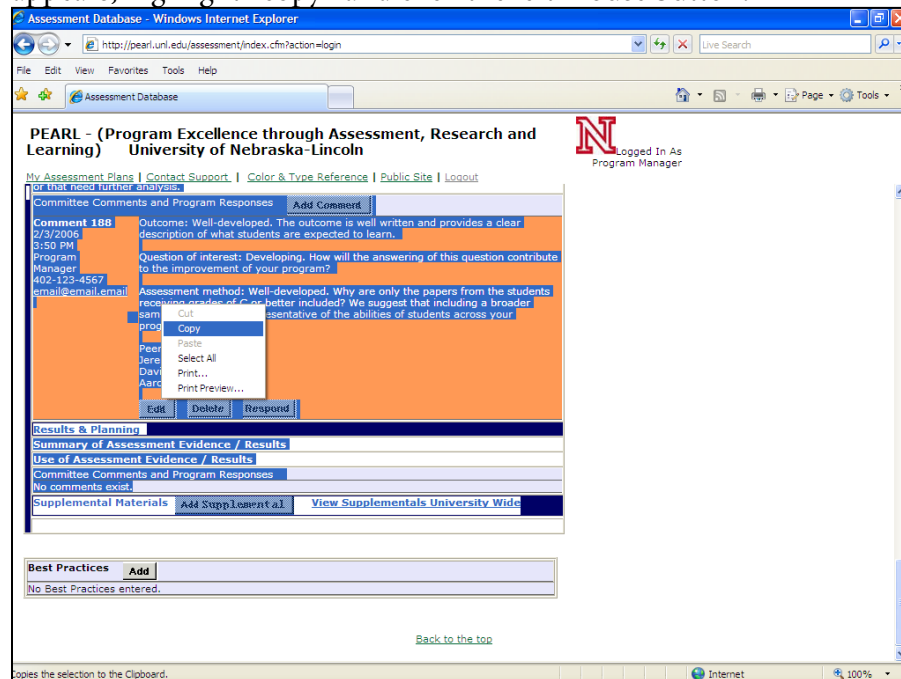 Assessment Database - Windows Internet Explorer
http://pearl.unl.edu/assessment/index.cfm?action=login
Live Search
File Edit View Favorites Tools Help
Assessment Database
Page Tools
PEARL - (Program Excellence through Assessment, Research and
Learning) University of Nebraska-Lincoln
N
Logged In As
Program Manager
My Assessment Plans | Contact Support | Color & Type Reference | Public Site | Logout
or that need further analysis.
Committee Comments and Program Responses Add Comment
Comment 188 Outcome: Well-developed. The outcome is well written and provides a clear
2/3/2006 description of what students are expected to learn.
3:50 PM
Program Question of interest: Developing. How will the answering of this question contribute
Manager to the improvement of your program?
402-123-4567
email@email.email Assessment method: Well-developed. Why are only the papers from the students
receiving grades of C or better included? We suggest that including a broader
sam Cut esentative of the abilities of students across your
prog Copy
Paste
Peer
Jere Select All
Davi Print...
Aaro Print Preview...
Edit Delete Respond
Results & Planning
Summary of Assessment Evidence / Results
Use of Assessment Evidence / Results
Committee Comments and Program Responses
No comments exist.
Supplemental Materials Add Supplemental View Supplementals University Wide
Best Practices Add
No Best Practices entered.
Back to the top
Copies the selection to the Clipboard. Internet 100%